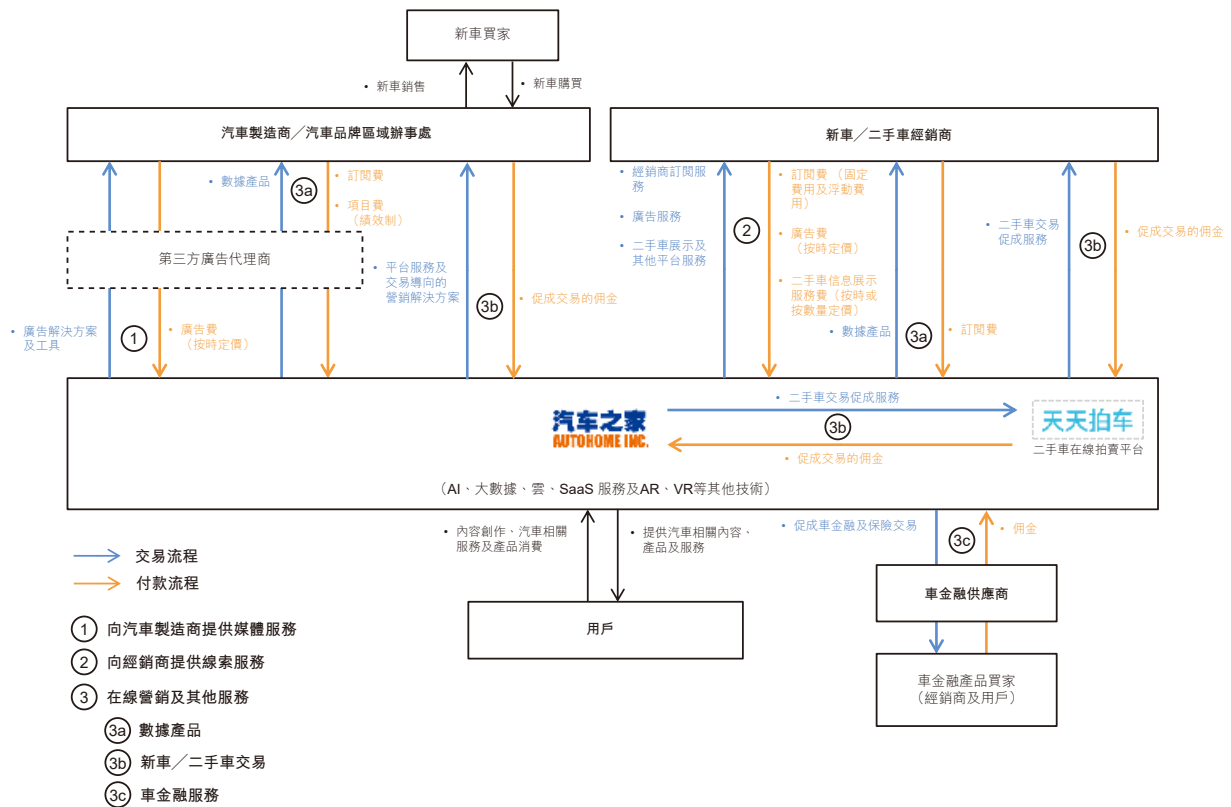 新車買家
• 新車銷售
• 新車購買
汽車製造商／汽車品牌區域辦事處
新車／二手車經銷商
• 數據產品
3a
• 訂閱費
• 項目費
（績效制）
第三方廣告代理商
• 平台服務及
交易導向的
營銷解決方案
3b
• 促成交易的佣金
• 廣告解決方案
及工具
1
• 廣告費
（按時定價）
• 經銷商訂閱服
務
• 廣告服務
• 二手車展示及
其他平台服務
2
• 訂閱費 （固定
費用及浮動費
用）
• 廣告費
（按時定價）
• 二手車信息展示
服務費（按時或
按數量定價）
• 數據產品
3a
• 訂閱費
• 二手車交易
促成服務
3b
• 促成交易的佣金
汽车之家
AUTOHOME INC.
• 二手車交易促成服務
3b
• 促成交易的佣金
天天拍车
二手車在線拍賣平台
（AI、大數據、雲、SaaS 服務及AR、VR等其他技術）
• 內容創作、汽車相關
服務及產品消費
• 提供汽車相關內容、
產品及服務
• 促成車金融及保險交易
3c
• 佣金
用戶
車金融供應商
車金融產品買家
（經銷商及用戶）
交易流程
付款流程
1 向汽車製造商提供媒體服務
2 向經銷商提供線索服務
3 在線營銷及其他服務
3a 數據產品
3b 新車／二手車交易
3c 車金融服務